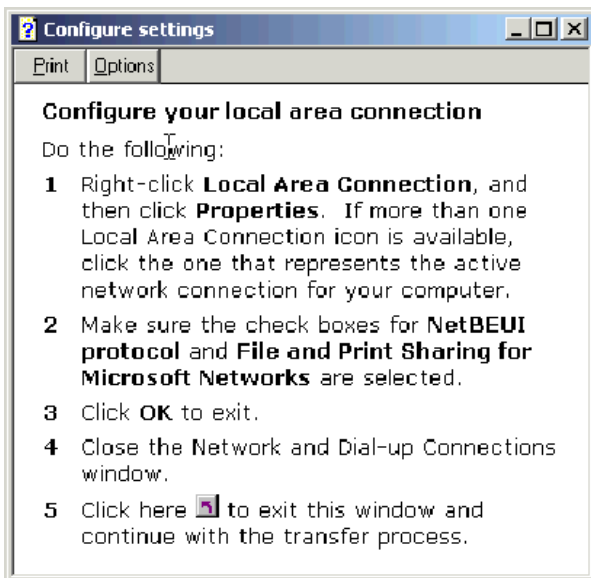 Configure settings
Print Options
Configure your local area connection
Do the following:
1 Right-click Local Area Connection, and
then click Properties. If more than one
Local Area Connection icon is available,
click the one that represents the active
network connection for your computer.
2 Make sure the check boxes for NetBEUI
protocol and File and Print Sharing for
Microsoft Networks are selected.
3 Click OK to exit.
4 Close the Network and Dial-up Connections
window.
5 Click here to exit this window and
continue with the transfer process.